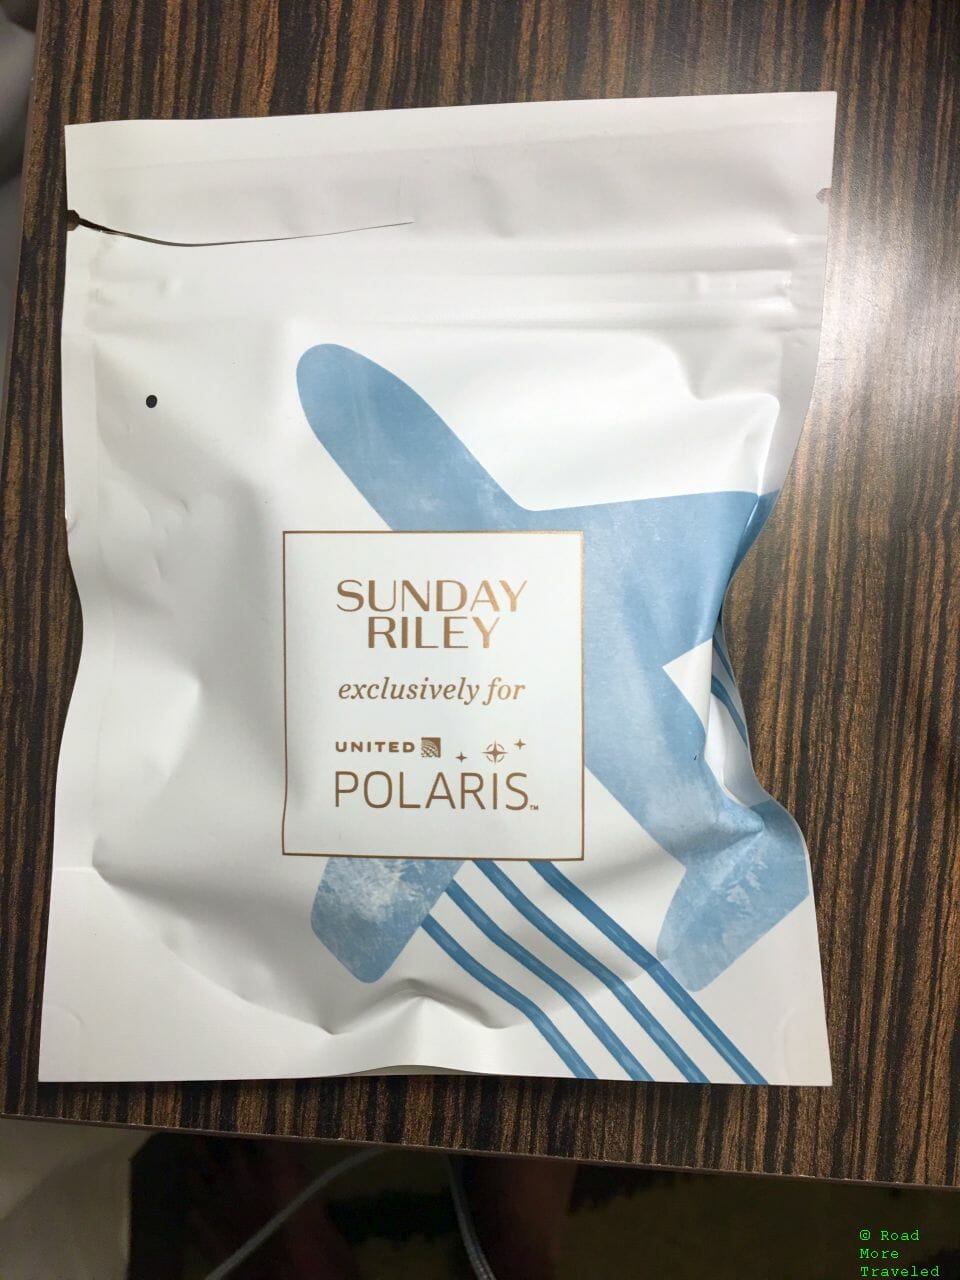 SUNDAY
RILEY
exclusively for
UNITED
POLARIS™
© Road
More
Traveled